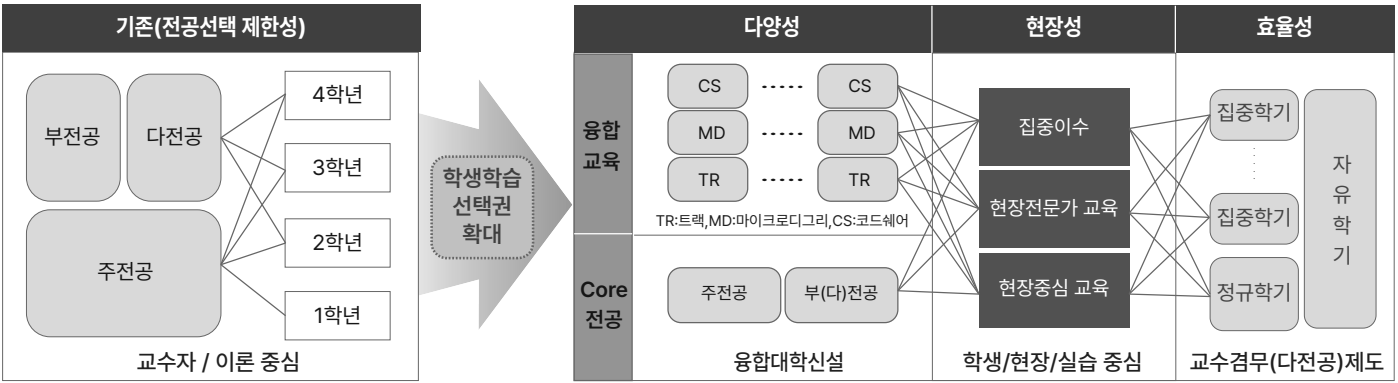 기존(전공선택 제한성)
부전공
다전공
주전공
4학년
3학년
2학년
1학년
교수자 / 이론 중심
학생학습
선택권
확대
다양성
현장성
효율성
융합
교육
CS ----- CS
MD ----- MD
TR ----- TR
TR:트랙,MD:마이크로디그리,CS:코드쉐어
Core
전공
주전공
부(다)전공
융합대학신설
집중이수
현장전문가 교육
현장중심 교육
학생/현장/실습 중심
집중학기
집중학기
정규학기
자
유
학
기
교수겸무(다전공)제도